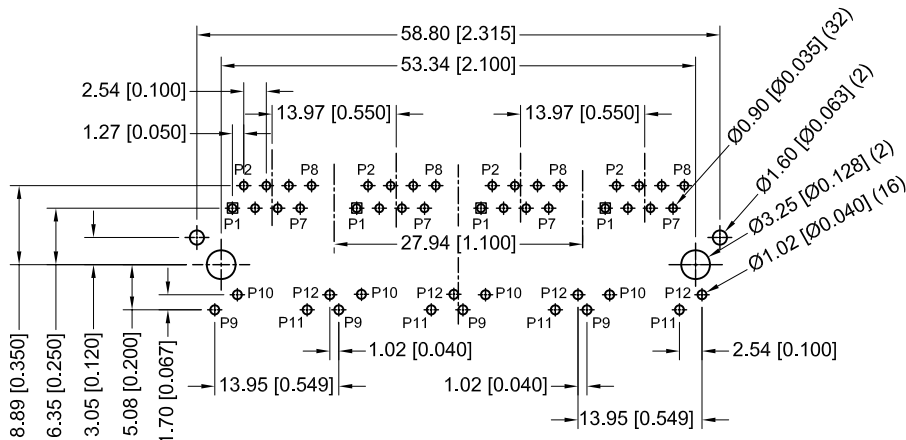 58.80 [2.315]
53.34 [2.100]
2.54 [0.100]
13.97 [0.550]
13.97 [0.550]
1.27 [0.050]
Ø0.90 [Ø0.035] (32)
Ø1.60 [Ø0.063] (2)
Ø3.25 [Ø0.128] (2)
Ø1.02 [Ø0.040] (16)
P2 P8 P2 P8 P2 P8 P2 P8
P1 P7 P1 P7 P1 P7 P1 P7
27.94 [1.100]
P10 P12 P10 P12 P10 P12 P10 P12
P9 P11 P9 P11 P9 P11 P9 P11
1.02 [0.040]
2.54 [0.100]
13.95 [0.549]
1.02 [0.040]
13.95 [0.549]
8.89 [0.350]
6.35 [0.250]
3.05 [0.120]
5.08 [0.200]
1.70 [0.067]